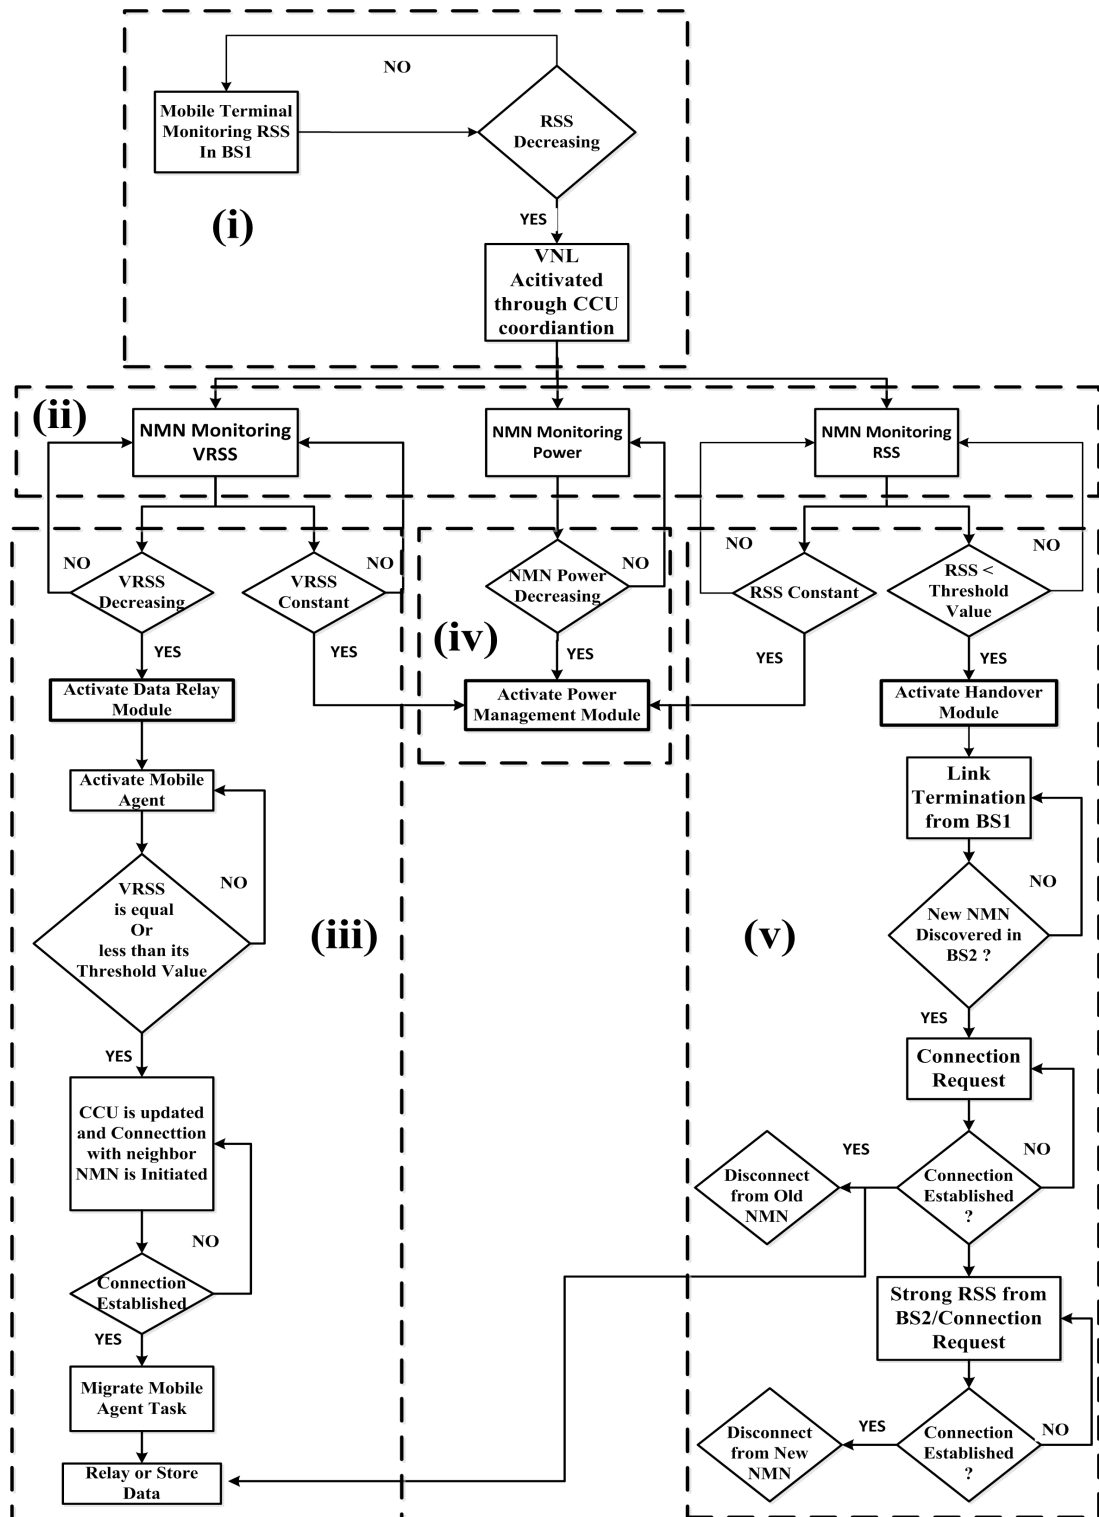 NO
Mobile Terminal
Monitoring RSS
In BS1
RSS
Decreasing
(i)
YES
VNL
Acitivated
through CCU
coordiantion
(ii)
NMN Monitoring
VRSS
NMN Monitoring
Power
NMN Monitoring
RSS
NO
VRSS
Decreasing
VRSS
Constant
NO
NMN Power
Decreasing
NO
NO
RSS Constant
RSS <
Threshold
Value
NO
YES
YES
(iv)
YES
YES
YES
Activate Data Relay
Module
Activate Power
Management Module
Activate Handover
Module
Activate Mobile
Agent
Link
Termination
from BS1
NO
VRSS
is equal
Or
less than its
Threshold Value
(iii)
(v)
NO
New NMN
Discovered in
BS2 ?
YES
YES
CCU is updated
and Connecttion
with neighbor
NMN is Initiated
Connection
Request
NO
YES
NO
Disconnect
from Old
NMN
Connection
Established
?
Connection
Established
YES
Strong RSS from
BS2/Connection
Request
Migrate Mobile
Agent Task
Disconnect
from New
NMN
YES
Connection
Established
?
NO
Relay or Store
Data